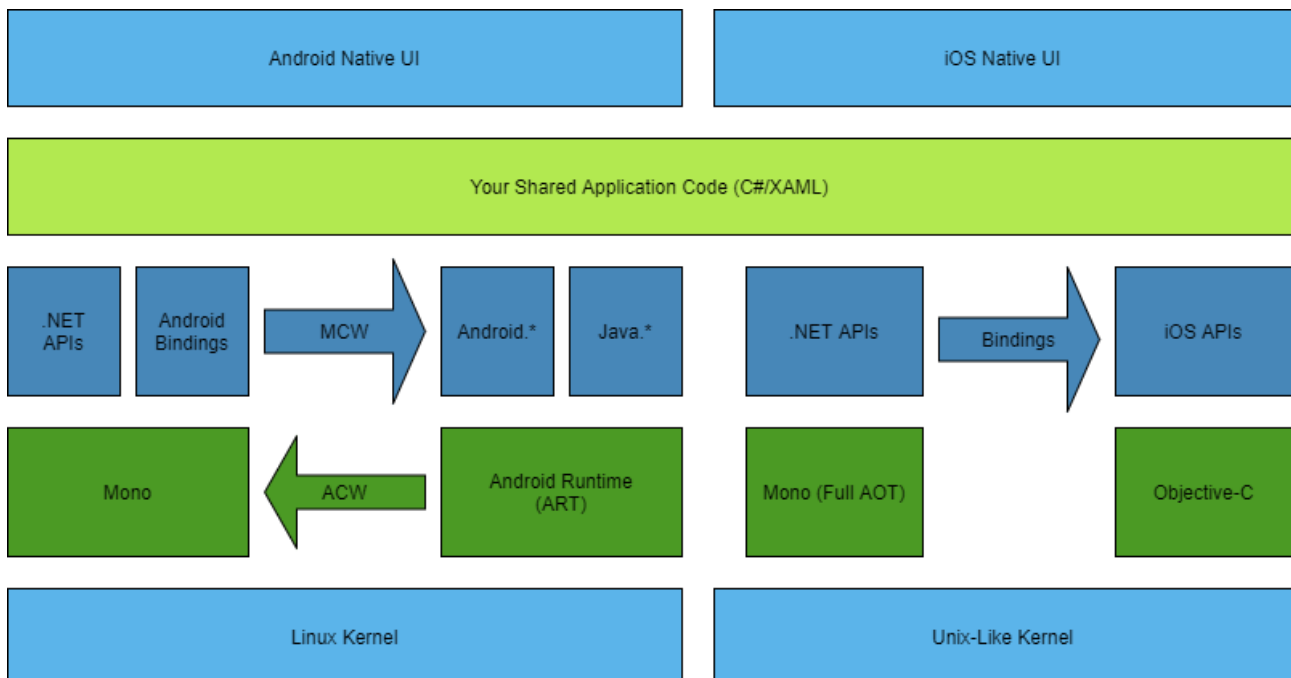 Android Native UI
iOS Native UI
Your Shared Application Code (C#/XAML)
.NET
APIs
Android
Bindings
MCW
Android.*
Java.*
.NET APIs
Bindings
iOS APIs
Mono
ACW
Android Runtime
(ART)
Mono (Full AOT)
Objective-C
Linux Kernel
Unix-Like Kernel